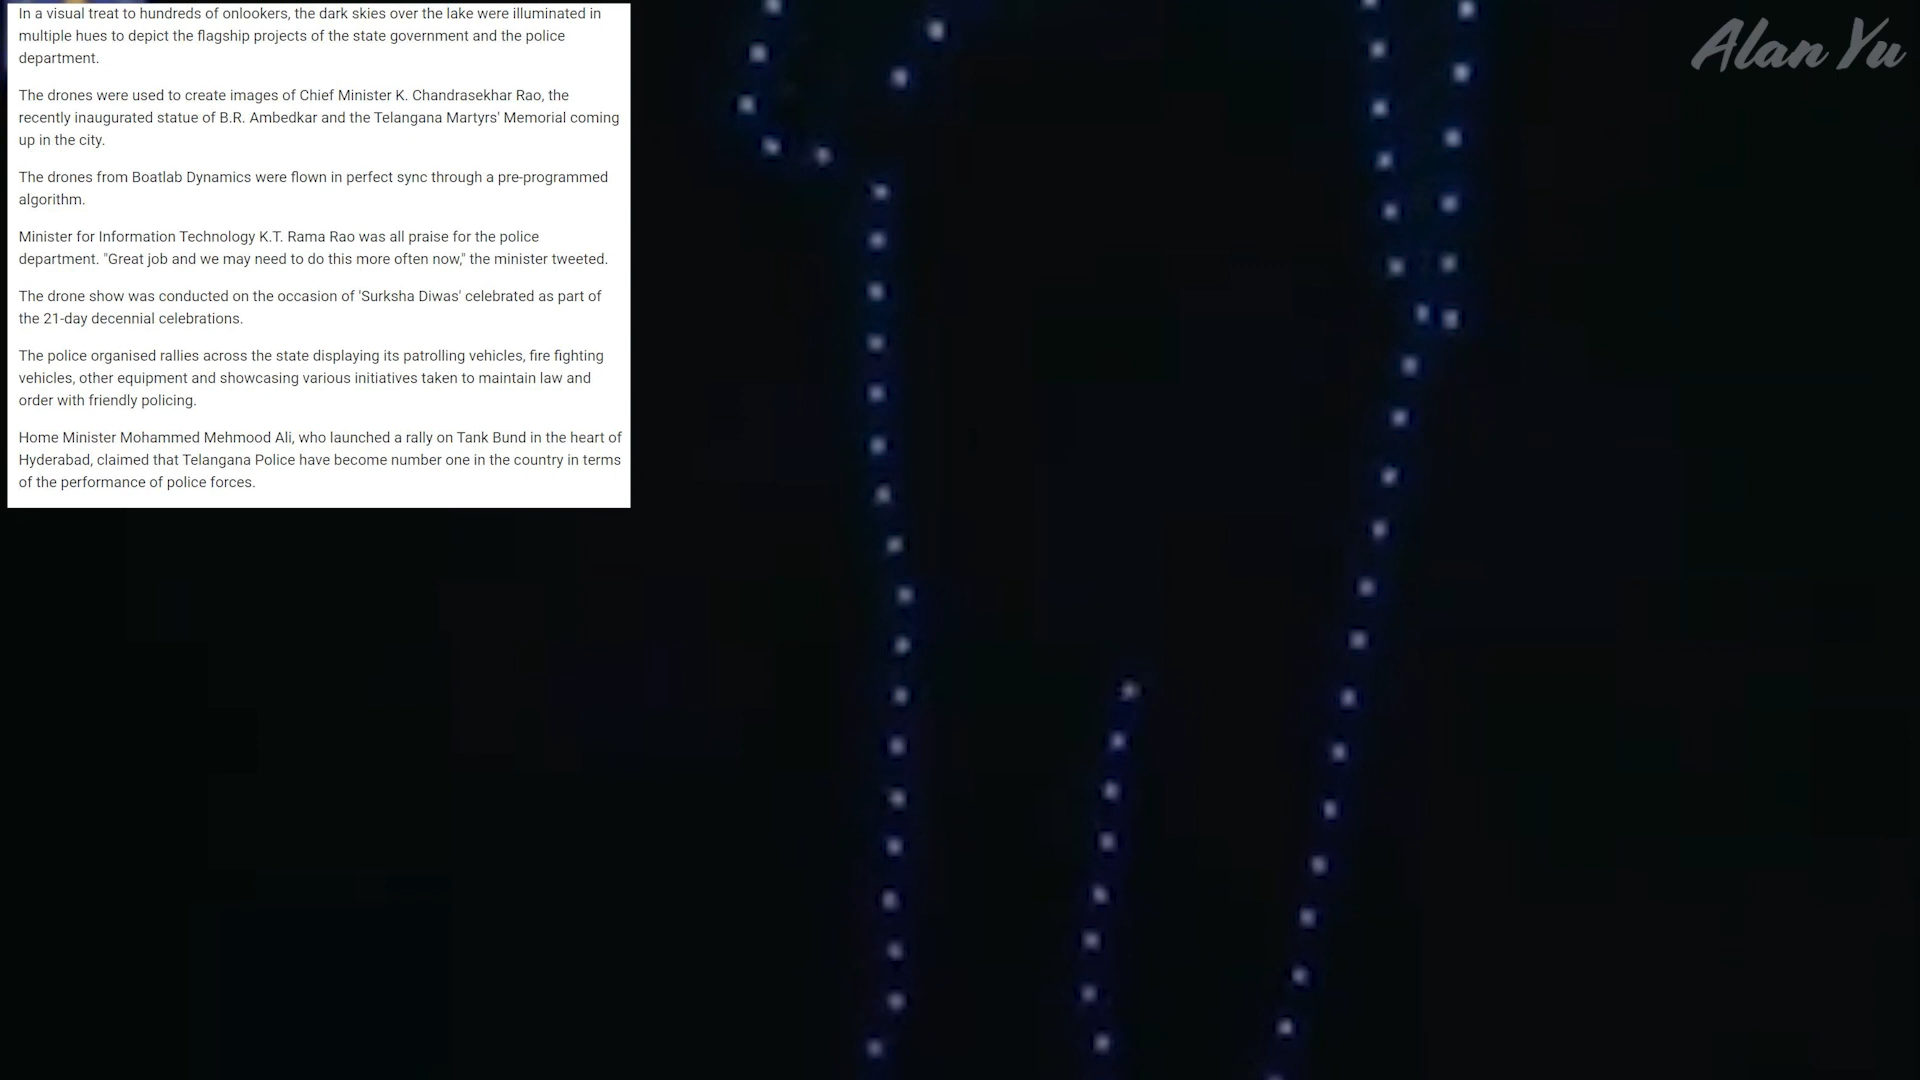 In a visual treat to hundreds of onlookers, the dark skies over the lake were illuminated in
multiple hues to depict the flagship projects of the state government and the police
department.
The drones were used to create images of Chief Minister K. Chandrasekhar Rao, the
recently inaugurated statue of B.R. Ambedkar and the Telangana Martyrs' Memorial coming
up in the city.
The drones from Boatlab Dynamics were flown in perfect sync through a pre-programmed
algorithm.
Minister for Information Technology K.T. Rama Rao was all praise for the police
department. "Great job and we may need to do this more often now," the minister tweeted.
The drone show was conducted on the occasion of 'Surksha Diwas' celebrated as part of
the 21-day decennial celebrations.
The police organised rallies across the state displaying its patrolling vehicles, fire fighting
vehicles, other equipment and showcasing various initiatives taken to maintain law and
order with friendly policing.
Home Minister Mohammed Mehmood Ali, who launched a rally on Tank Bund in the heart of
Hyderabad, claimed that Telangana Police have become number one in the country in terms
of the performance of police forces.
Alan Yu